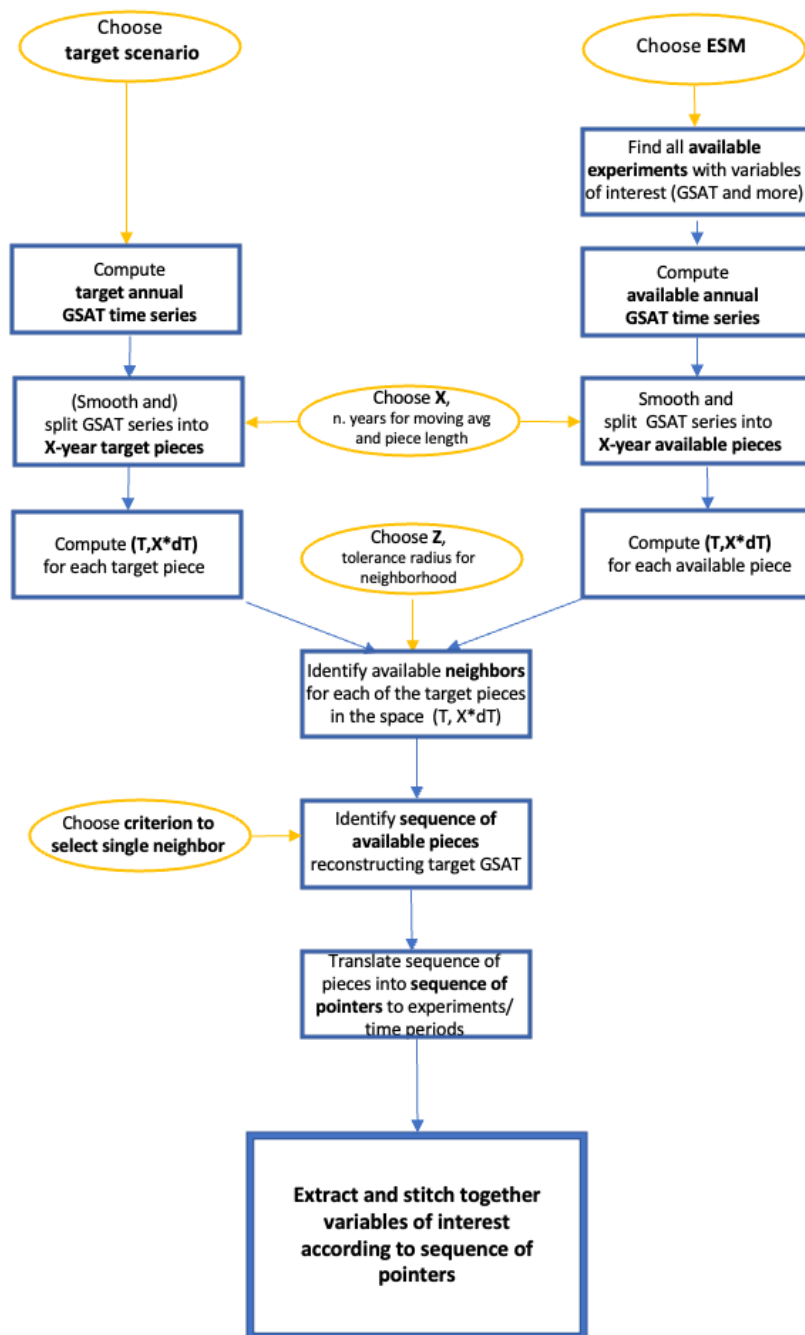 Choose
target scenario
Choose ESM
Find all available
experiments with variables
of interest (GSAT and more)
Compute
target annual
GSAT time series
Compute
available annual
GSAT time series
(Smooth and)
split GSAT series into
X-year target pieces
Choose X,
n. years for moving avg
and piece length
Smooth and
split GSAT series into
X-year available pieces
Compute (T,X*dT)
for each target piece
Choose Z,
tolerance radius for
neighborhood
Compute (T,X*dT)
for each available piece
Identify available neighbors
for each of the target pieces
in the space (T, X*dT)
Choose criterion to
select single neighbor
Identify sequence of
available pieces
reconstructing target GSAT
Translate sequence of
pieces into sequence of
pointers to experiments/
time periods
Extract and stitch together
variables of interest
according to sequence of
pointers